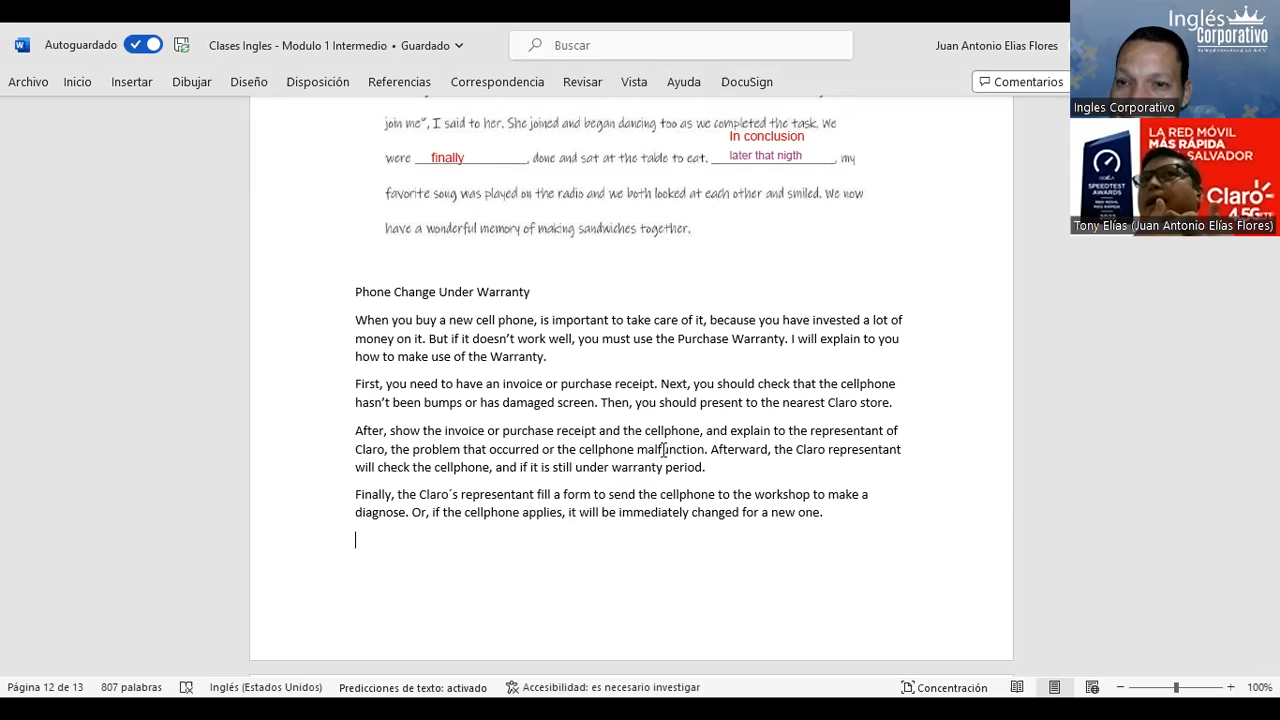 Autoguardado
Clases Ingles - Modulo 1 Intermedio • Guardado
Buscar
Juan Antonio Elias Flores
Archivo Inicio Insertar Dibujar Diseño Disposición Referencias Correspondencia Revisar Vista Ayuda DocuSign
Comentarios
join me", I said to her. She joined and began dancing too as we completed the task. We
In conclusion
were finally, done and sat at the table to eat. later that nigth, my
favorite song was played on the radio and we both looked at each other and smiled. We now
have a wonderful memory of making sandwiches together.
Phone Change Under Warranty
When you buy a new cell phone, is important to take care of it, because you have invested a lot of
money on it. But if it doesn't work well, you must use the Purchase Warranty. I will explain to you
how to make use of the Warranty.
First, you need to have an invoice or purchase receipt. Next, you should check that the cellphone
hasn't been bumps or has damaged screen. Then, you should present to the nearest Claro store.
After, show the invoice or purchase receipt and the cellphone, and explain to the representant of
Claro, the problem that occurred or the cellphone malfunction. Afterward, the Claro representant
will check the cellphone, and if it is still under warranty period.
Finally, the Claro´s representant fill a form to send the cellphone to the workshop to make a
diagnose. Or, if the cellphone applies, it will be immediately changed for a new one.
Página 12 de 13 807 palabras Inglés (Estados Unidos) Predicciones de texto: activado Accesibilidad: es necesario investigar Concentración 100%
Inglés
Corporativo
Ingles Corporativo
LA RED MÓVIL
MÁS RÁPIDA
SALVADOR
SPEEDTEST
AWARDS
Claro
4.5G
Tony Elías (Juan Antonio Elías Flores)